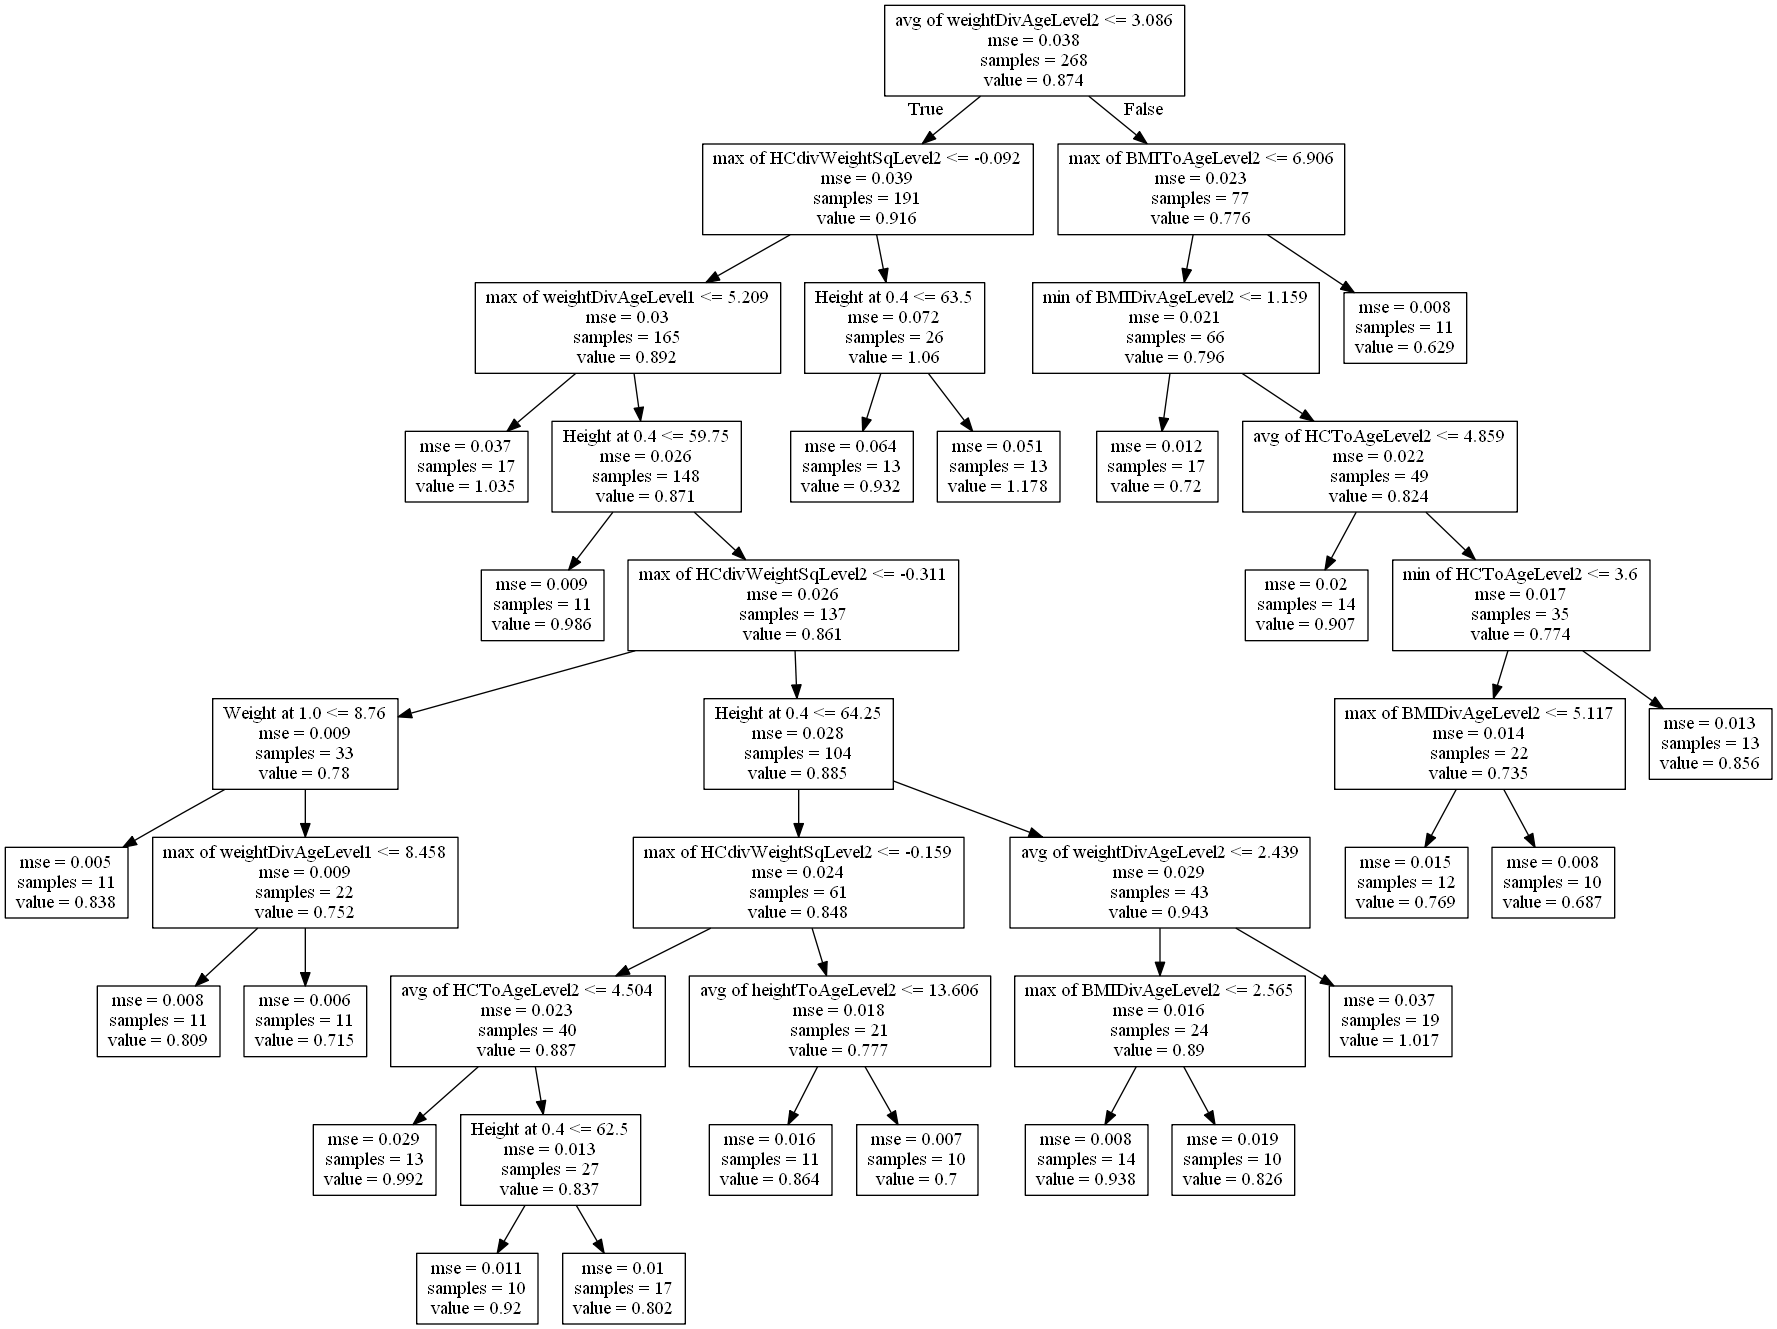 avg of weightDivAgeLevel2 <= 3.086
mse = 0.038
samples = 268
value = 0.874
True
False
max of HCdivWeightSqLevel2 <= -0.092
mse = 0.039
samples = 191
value = 0.916
max of BMIToAgeLevel2 <= 6.906
mse = 0.023
samples = 77
value = 0.776
max of weightDivAgeLevel1 <= 5.209
mse = 0.03
samples = 165
value = 0.892
Height at 0.4 <= 63.5
mse = 0.072
samples = 26
value = 1.06
min of BMIDivAgeLevel2 <= 1.159
mse = 0.021
samples = 66
value = 0.796
mse = 0.008
samples = 11
value = 0.629
mse = 0.037
samples = 17
value = 1.035
Height at 0.4 <= 59.75
mse = 0.026
samples = 148
value = 0.871
mse = 0.064
samples = 13
value = 0.932
mse = 0.051
samples = 13
value = 1.178
mse = 0.012
samples = 17
value = 0.72
avg of HCToAgeLevel2 <= 4.859
mse = 0.022
samples = 49
value = 0.824
mse = 0.009
samples = 11
value = 0.986
max of HCdivWeightSqLevel2 <= -0.311
mse = 0.026
samples = 137
value = 0.861
mse = 0.02
samples = 14
value = 0.907
min of HCToAgeLevel2 <= 3.6
mse = 0.017
samples = 35
value = 0.774
Weight at 1.0 <= 8.76
mse = 0.009
samples = 33
value = 0.78
Height at 0.4 <= 64.25
mse = 0.028
samples = 104
value = 0.885
max of BMIDivAgeLevel2 <= 5.117
mse = 0.014
samples = 22
value = 0.735
mse = 0.013
samples = 13
value = 0.856
mse = 0.005
samples = 11
value = 0.838
max of weightDivAgeLevel1 <= 8.458
mse = 0.009
samples = 22
value = 0.752
max of HCdivWeightSqLevel2 <= -0.159
mse = 0.024
samples = 61
value = 0.848
avg of weightDivAgeLevel2 <= 2.439
mse = 0.029
samples = 43
value = 0.943
mse = 0.015
samples = 12
value = 0.769
mse = 0.008
samples = 10
value = 0.687
mse = 0.008
samples = 11
value = 0.809
mse = 0.006
samples = 11
value = 0.715
avg of HCToAgeLevel2 <= 4.504
mse = 0.023
samples = 40
value = 0.887
avg of heightToAgeLevel2 <= 13.606
mse = 0.018
samples = 21
value = 0.777
max of BMIDivAgeLevel2 <= 2.565
mse = 0.016
samples = 24
value = 0.89
mse = 0.037
samples = 19
value = 1.017
mse = 0.029
samples = 13
value = 0.992
Height at 0.4 <= 62.5
mse = 0.013
samples = 27
value = 0.837
mse = 0.016
samples = 11
value = 0.864
mse = 0.007
samples = 10
value = 0.7
mse = 0.008
samples = 14
value = 0.938
mse = 0.019
samples = 10
value = 0.826
mse = 0.011
samples = 10
value = 0.92
mse = 0.01
samples = 17
value = 0.802